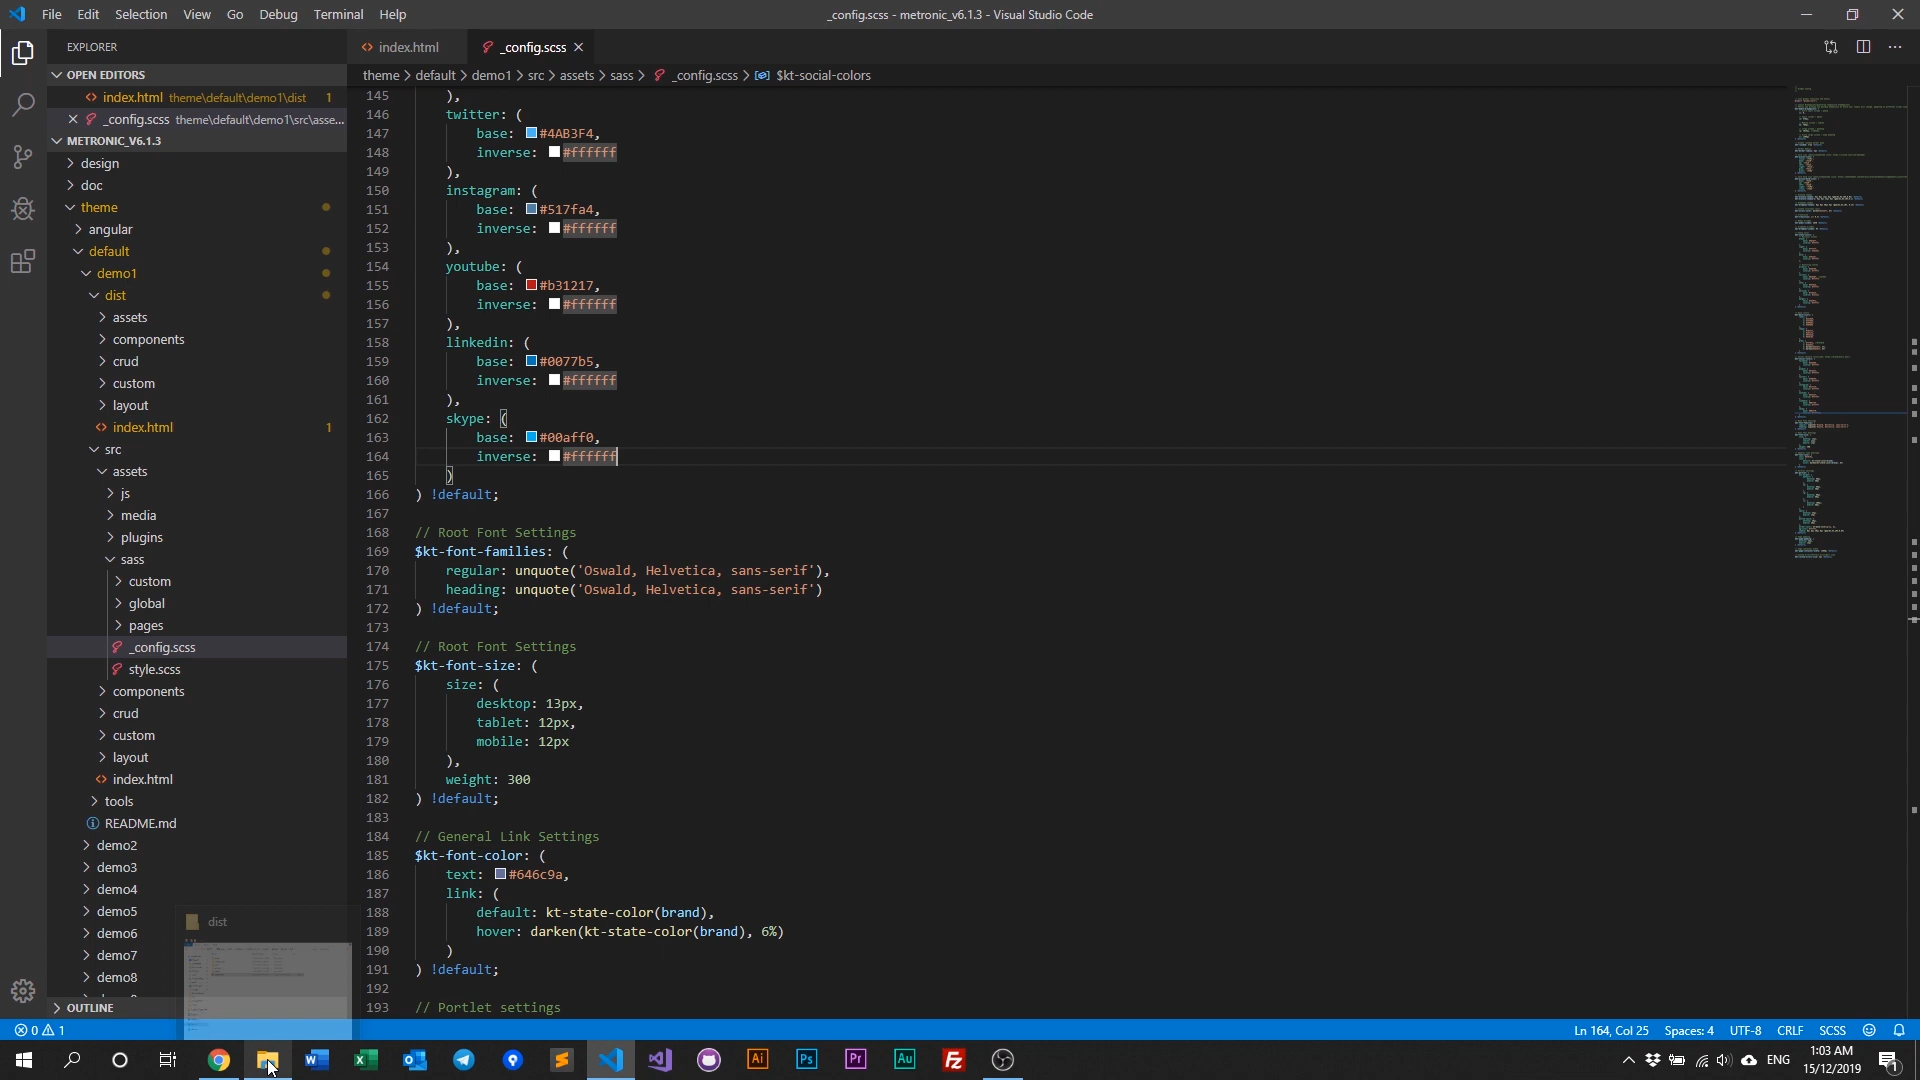 File Edit Selection View Go Debug Terminal Help
_config.scss - metronic_v6.1.3 - Visual Studio Code
EXPLORER
OPEN EDITORS
index.html theme\default\demo1\dist 1
_config.scss theme\default\demo1\src\asse...
METRONIC_V6.1.3
design
doc
theme
angular
default
demo1
dist
assets
components
crud
custom
layout
index.html 1
src
assets
js
media
plugins
sass
custom
global
pages
_config.scss
style.scss
components
crud
custom
layout
index.html
tools
README.md
demo2
demo3
demo4
demo5
demo6
demo7
demo8
OUTLINE
dist
index.html
_config.scss
theme > default > demo1 > src > assets > sass > _config.scss > $kt-social-colors
145 ),
146 twitter: (
147 base: #4AB3F4,
148 inverse: #ffffff
149 ),
150 instagram: (
151 base: #517fa4,
152 inverse: #ffffff
153 ),
154 youtube: (
155 base: #b31217,
156 inverse: #ffffff
157 ),
158 linkedin: (
159 base: #0077b5,
160 inverse: #ffffff
161 ),
162 skype: (
163 base: #00aff0,
164 inverse: #ffffff
165 )
166 ) !default;
167
168 // Root Font Settings
169 $kt-font-families: (
170 regular: unquote('Oswald, Helvetica, sans-serif'),
171 heading: unquote('Oswald, Helvetica, sans-serif')
172 ) !default;
173
174 // Root Font Settings
175 $kt-font-size: (
176 size: (
177 desktop: 13px,
178 tablet: 12px,
179 mobile: 12px
180 ),
181 weight: 300
182 ) !default;
183
184 // General Link Settings
185 $kt-font-color: (
186 text: #646c9a,
187 link: (
188 default: kt-state-color(brand),
189 hover: darken(kt-state-color(brand), 6%)
190 )
191 ) !default;
192
193 // Portlet settings
0 1
Ln 164, Col 25 Spaces: 4 UTF-8 CRLF SCSS
ENG
1:03 AM
15/12/2019
1
Ai
Ps
Pr
Au
Fz